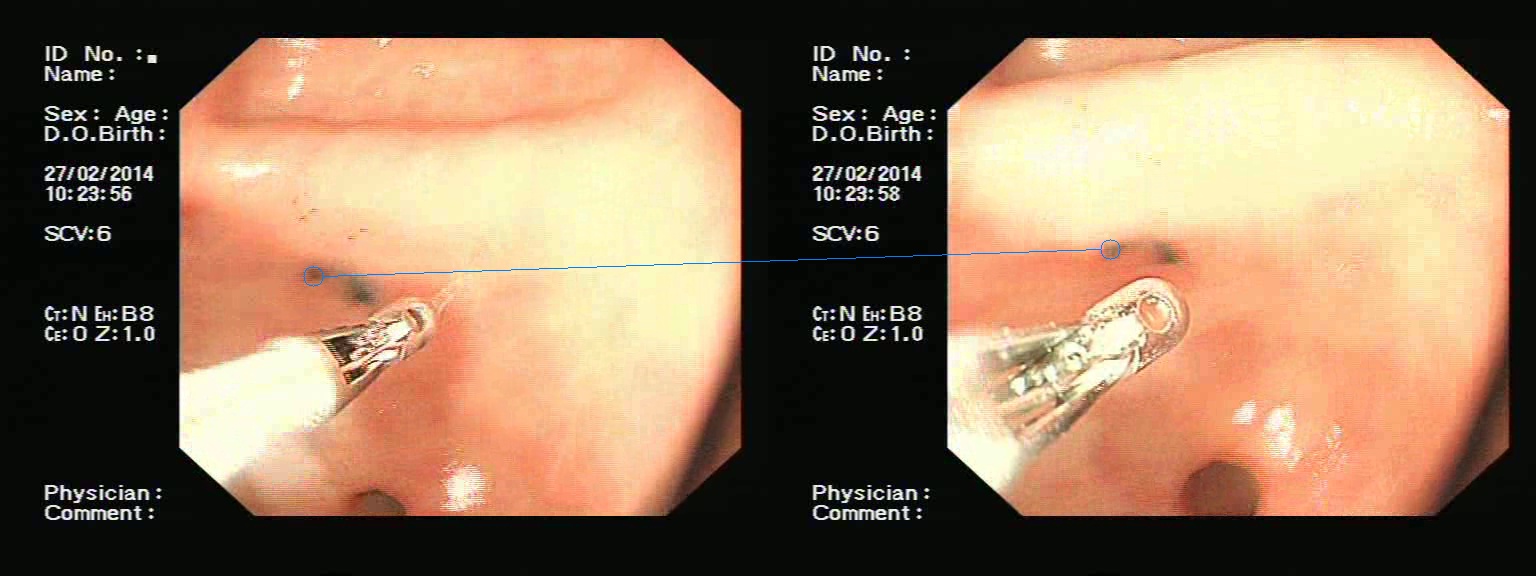 ID No. :
Name:
Sex: Age:
D.O.Birth:
27/02/2014
10:23:56
SCV:6
CT:N EH:B8
CE:0 Z:1.0
Physician:
Comment:
ID No. :
Name:
Sex: Age:
D.O.Birth:
27/02/2014
10:23:58
SCV:6
CT:N EH:B8
CE:0 Z:1.0
Physician:
Comment: